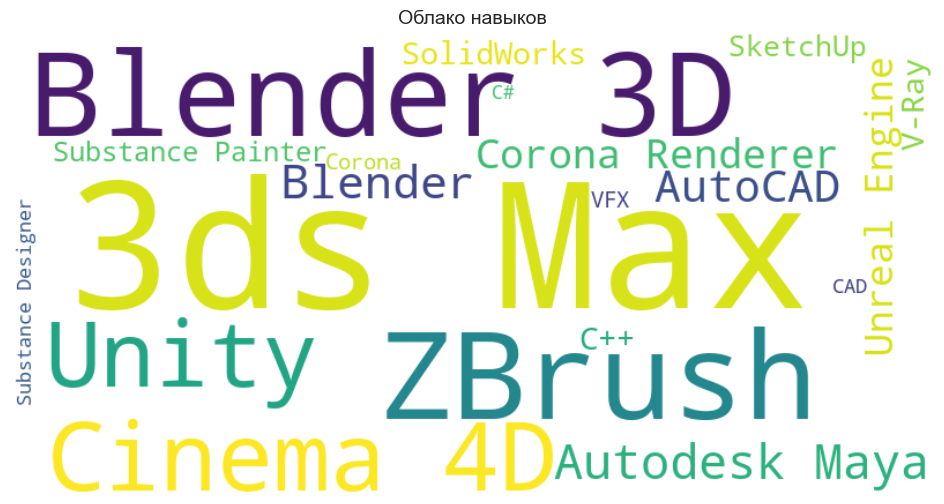 Облако навыков
SketchUp
SolidWorks
Blender 3D
C#
V-Ray
Unreal Engine
Substance Painter
Corona
Corona Renderer
Blender
VFX
AutoCAD
3ds Max
Substance Designer
CAD
Unity
C++
ZBrush
Cinema 4D
Autodesk Maya